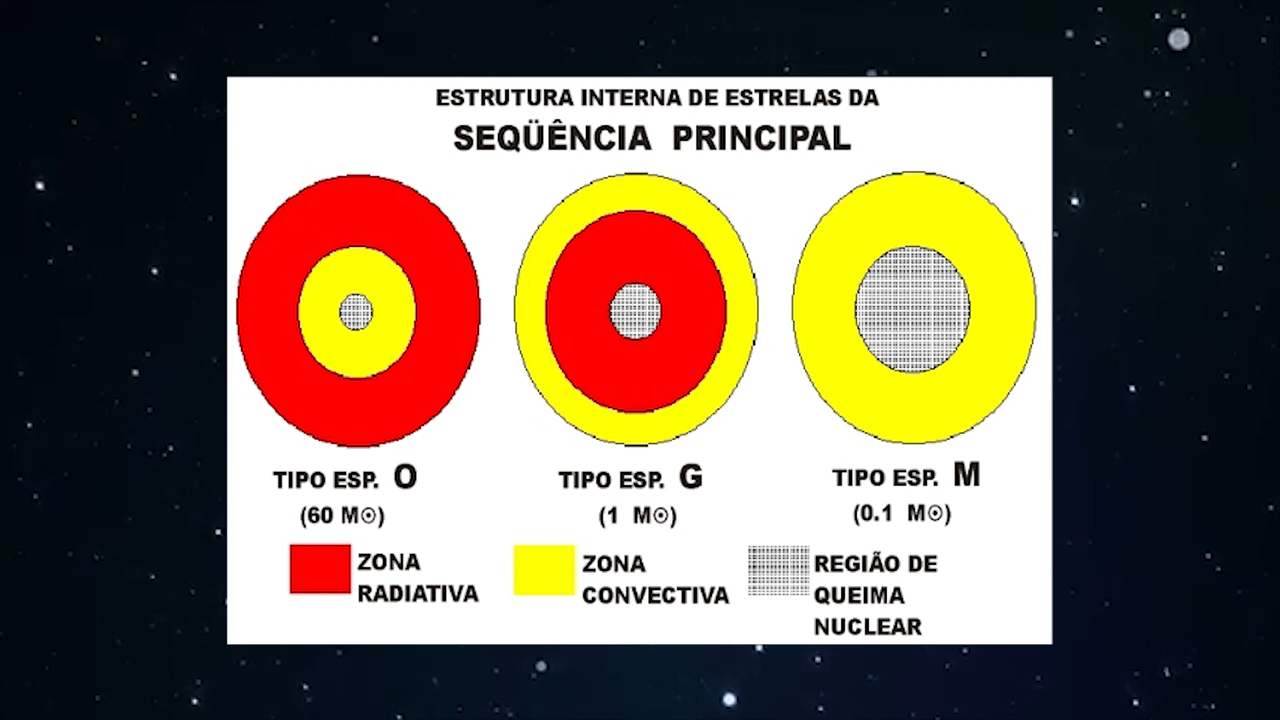 ESTRUTURA INTERNA DE ESTRELAS DA
SEQÜÊNCIA PRINCIPAL
TIPO ESP. O
(60 M☉)
TIPO ESP. G
(1 M☉)
TIPO ESP. M
(0.1 M☉)
ZONA
RADIATIVA
ZONA
CONVECTIVA
REGIÃO DE
QUEIMA
NUCLEAR